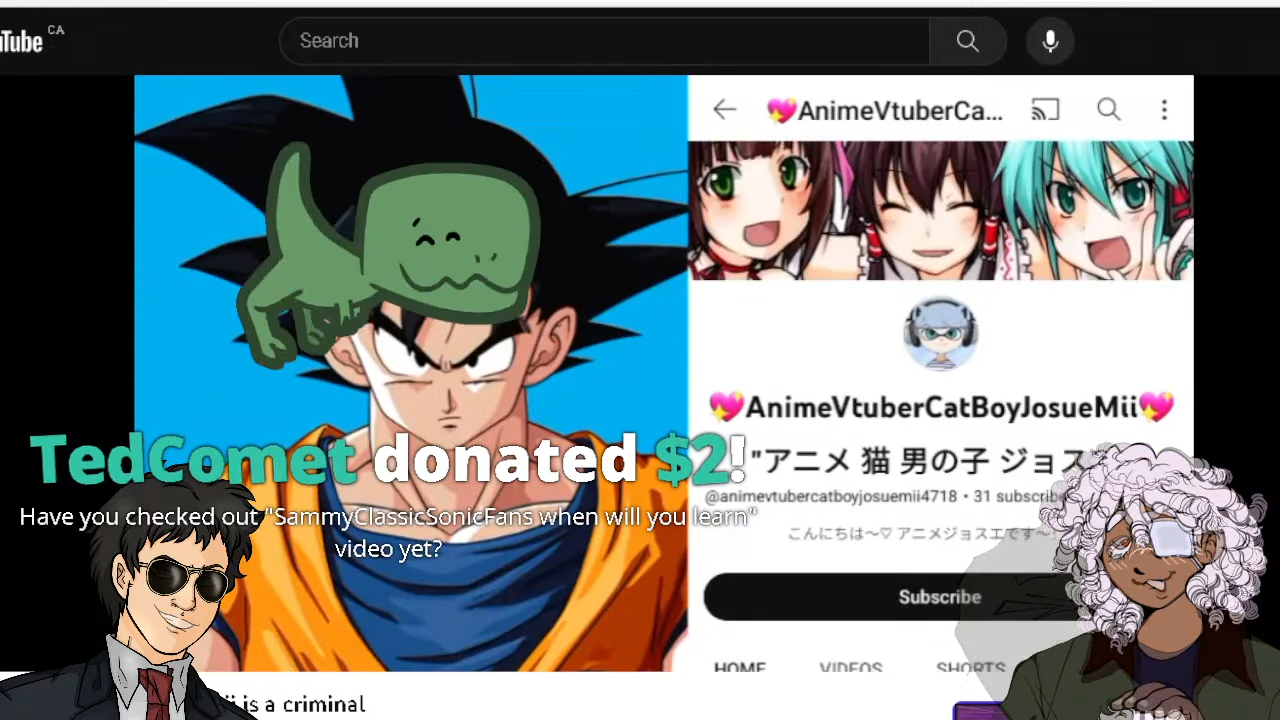 uTube CA
Search
💖AnimeVtuberCa...
💖AnimeVtuberCatBoyJosueMii💖
"アニメ 猫 男の子 ジョス
@animevtubercatboyjosuemii4718 • 31 subscribe
こんにちは〜♡ アニメジョスエです〜
Subscribe
HOME VIDEOS SHORTS
TedComet donated $2!
Have you checked out "SammyClassicSonicFans when will you learn"
video yet?
is a criminal